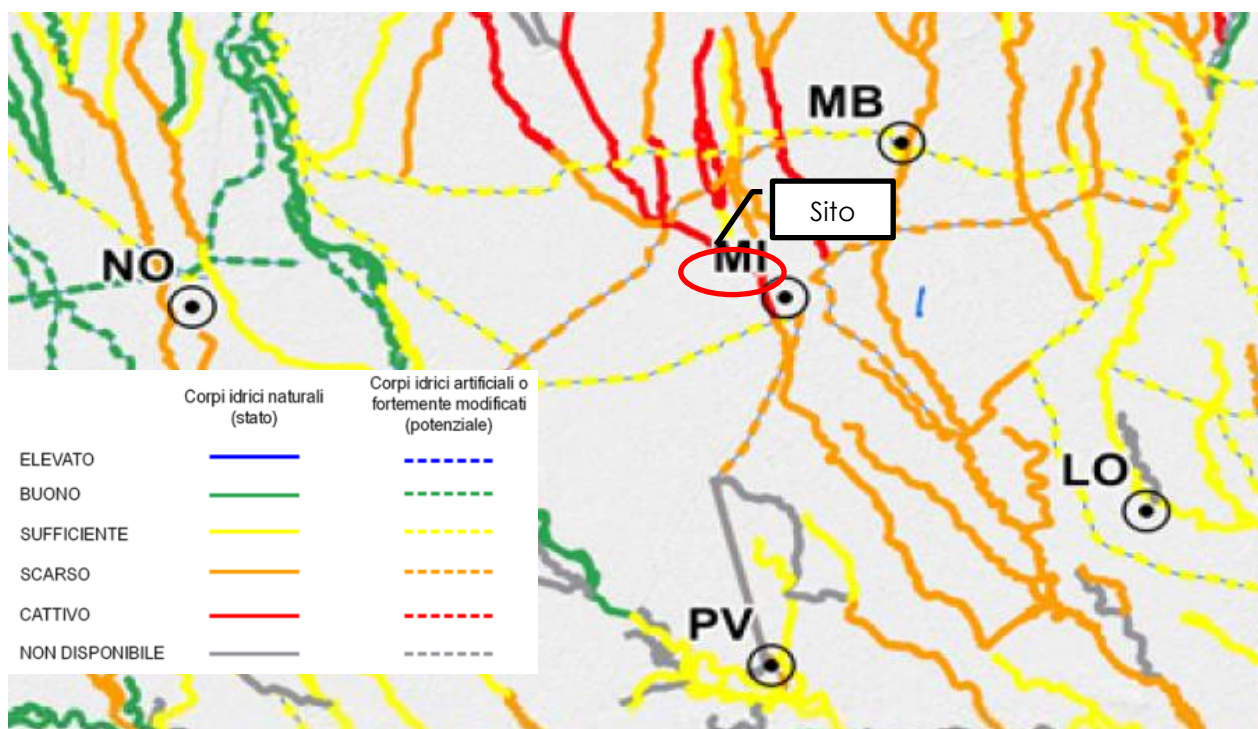 MB
Sito
MI
NO
LO
PV
Corpi idrici naturali
(stato)
Corpi idrici artificiali o
fortemente modificati
(potenziale)
ELEVATO
BUONO
SUFFICIENTE
SCARSO
CATTIVO
NON DISPONIBILE